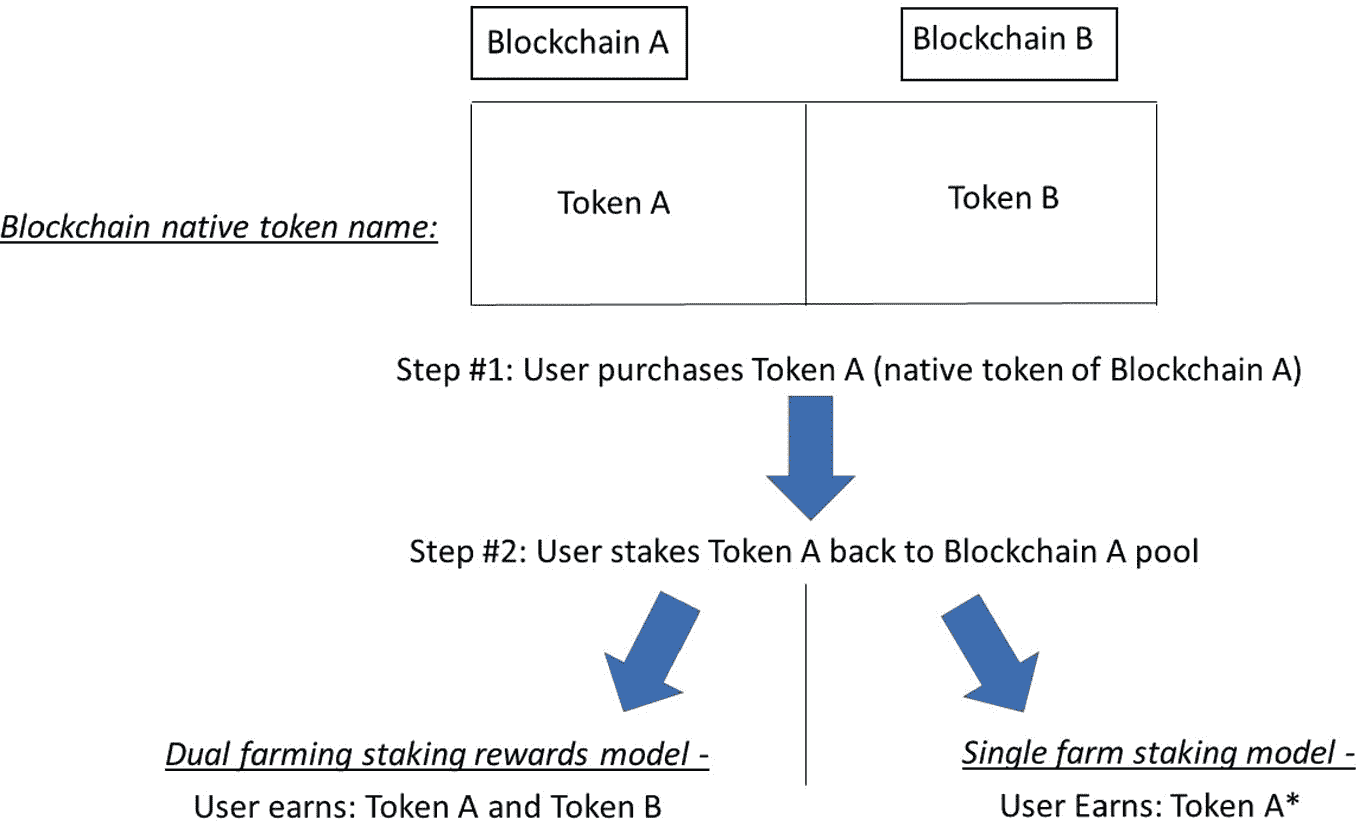 Blockchain A
Blockchain B
Token A
Token B
Blockchain native token name:
Step #1: User purchases Token A (native token of Blockchain A)
Step #2: User stakes Token A back to Blockchain A pool
Dual farming staking rewards model -
User earns: Token A and Token B
Single farm staking model -
User Earns: Token A*